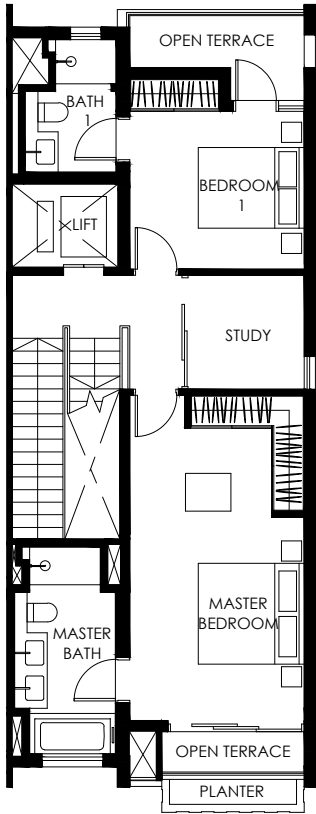 OPEN TERRACE
BATH
1
BEDROOM
1
LIFT
STUDY
MASTER
BEDROOM
MASTER
BATH
OPEN TERRACE
PLANTER